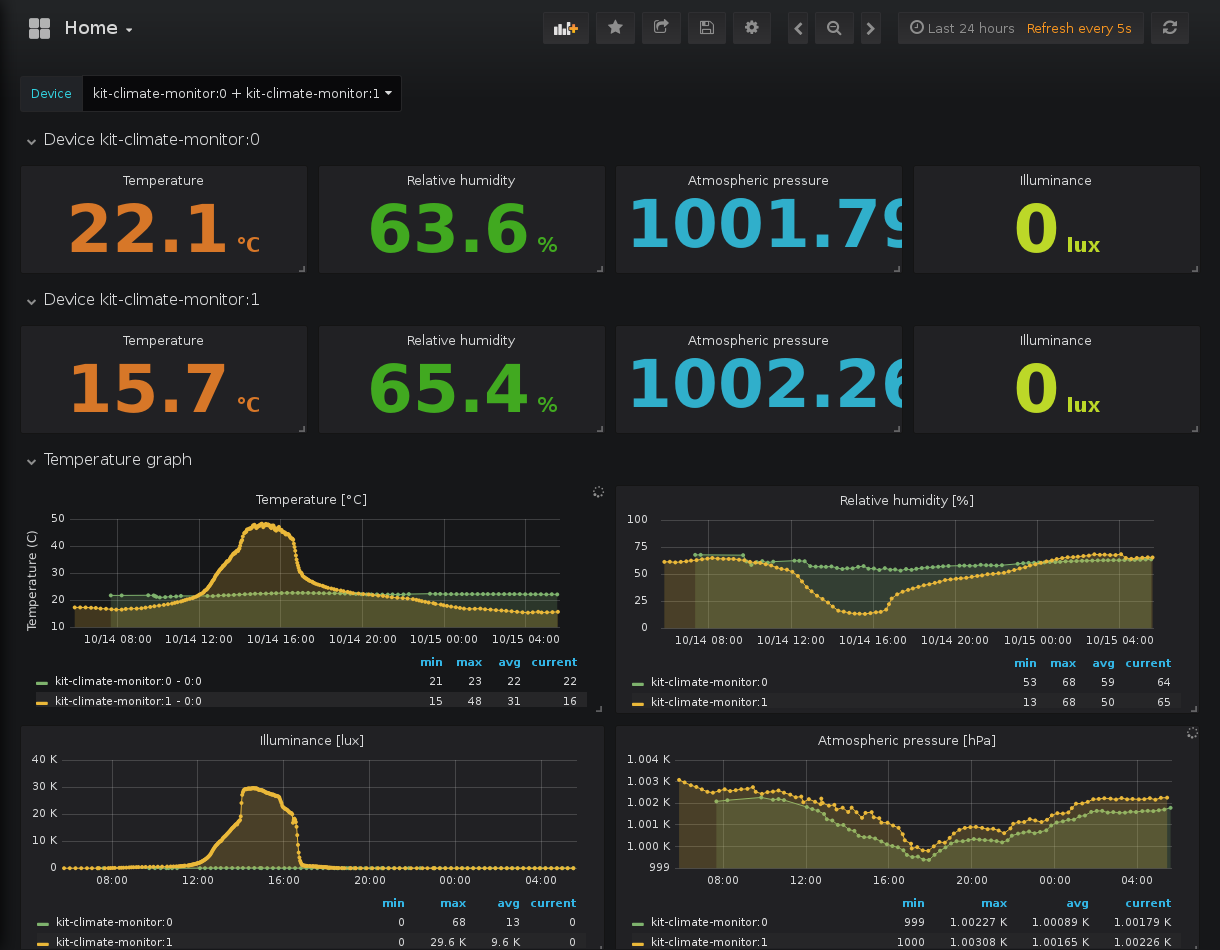 Home
Last 24 hours Refresh every 5s
Device kit-climate-monitor:0 + kit-climate-monitor:1
Device kit-climate-monitor:0
Temperature Relative humidity Atmospheric pressure Illuminance
22.1 °C 63.6 % 1001.79 0 lux
Device kit-climate-monitor:1
Temperature Relative humidity Atmospheric pressure Illuminance
15.7 °C 65.4 % 1002.26 0 lux
Temperature graph
Temperature [°C]
Temperature (C)
50
40
30
20
10
10/14 08:00 10/14 12:00 10/14 16:00 10/14 20:00 10/15 00:00 10/15 04:00
min max avg current
kit-climate-monitor:0 - 0:0 21 23 22 22
kit-climate-monitor:1 - 0:0 15 48 31 16
Relative humidity [%]
100
75
50
25
0
10/14 08:00 10/14 12:00 10/14 16:00 10/14 20:00 10/15 00:00 10/15 04:00
min max avg current
kit-climate-monitor:0 53 68 59 64
kit-climate-monitor:1 13 68 50 65
Illuminance [lux]
40 K
30 K
20 K
10 K
0
08:00 12:00 16:00 20:00 00:00 04:00
min max avg current
kit-climate-monitor:0 0 68 13 0
kit-climate-monitor:1 0 29.6 K 9.6 K 0
Atmospheric pressure [hPa]
1.004 K
1.003 K
1.002 K
1.001 K
1.000 K
999
08:00 12:00 16:00 20:00 00:00 04:00
min max avg current
kit-climate-monitor:0 999 1.00227 K 1.00089 K 1.00179 K
kit-climate-monitor:1 1000 1.00308 K 1.00165 K 1.00226 K